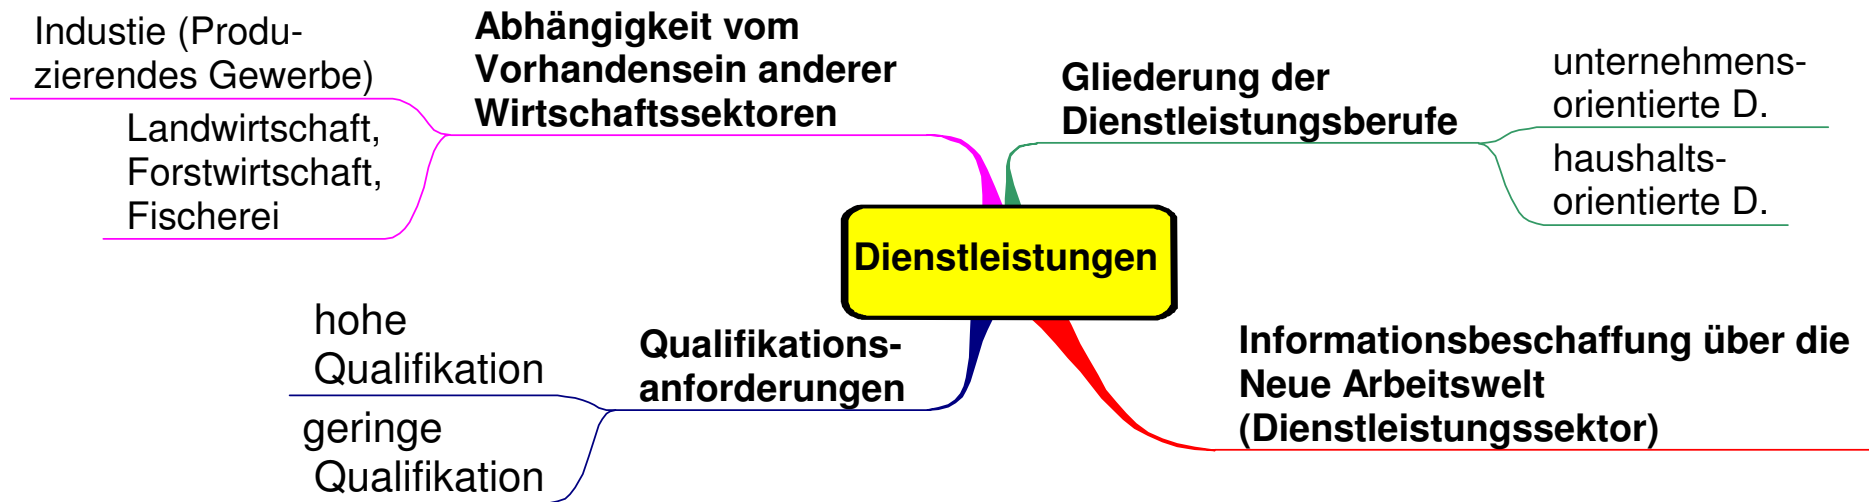 Industie (Produ-
zierendes Gewerbe)
Landwirtschaft,
Forstwirtschaft,
Fischerei
Abhängigkeit vom
Vorhandensein anderer
Wirtschaftssektoren
Gliederung der
Dienstleistungsberufe
unternehmens-
orientierte D.
haushalts-
orientierte D.
Dienstleistungen
hohe
Qualifikation
geringe
Qualifikation
Qualifikations-
anforderungen
Informationsbeschaffung über die
Neue Arbeitswelt
(Dienstleistungssektor)